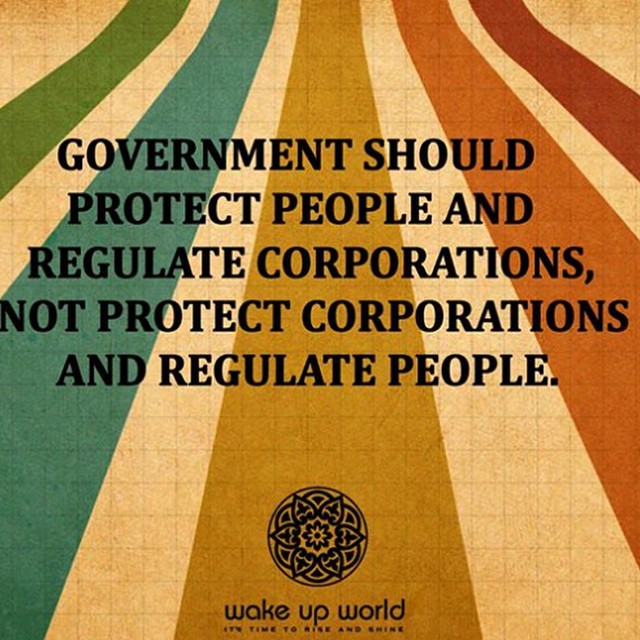 GOVERNMENT SHOULD
PROTECT PEOPLE AND
REGULATE CORPORATIONS,
NOT PROTECT CORPORATIONS
AND REGULATE PEOPLE.
wake up world
IT'S TIME TO RISE AND SHINE